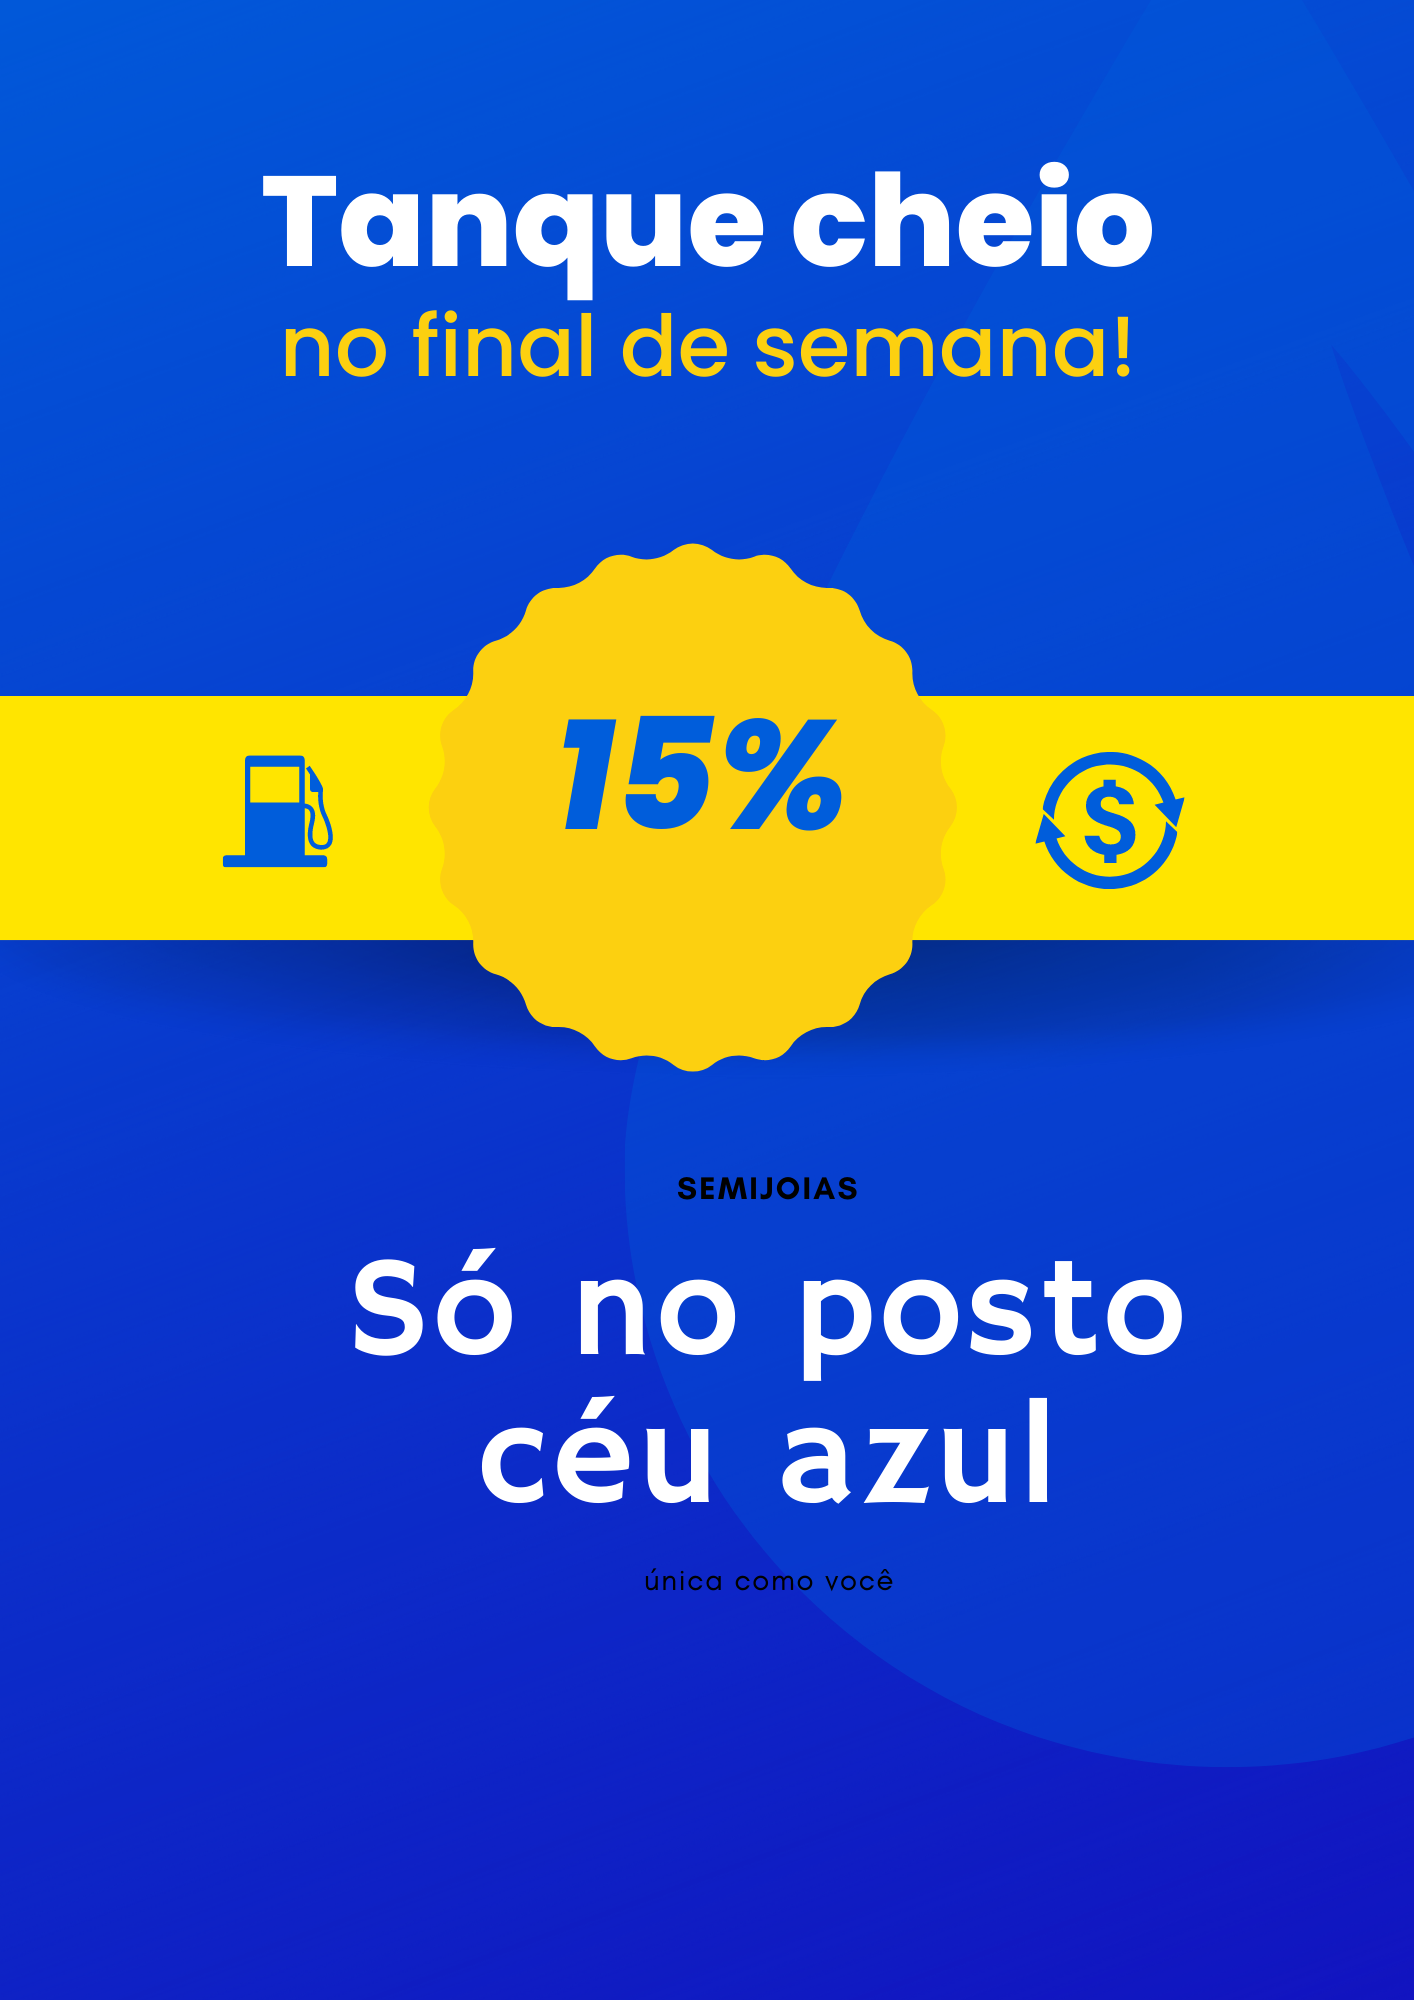 Tanque cheio
no final de semana!
15%
$
SEMIJOIAS
Só no posto
céu azul
única como você